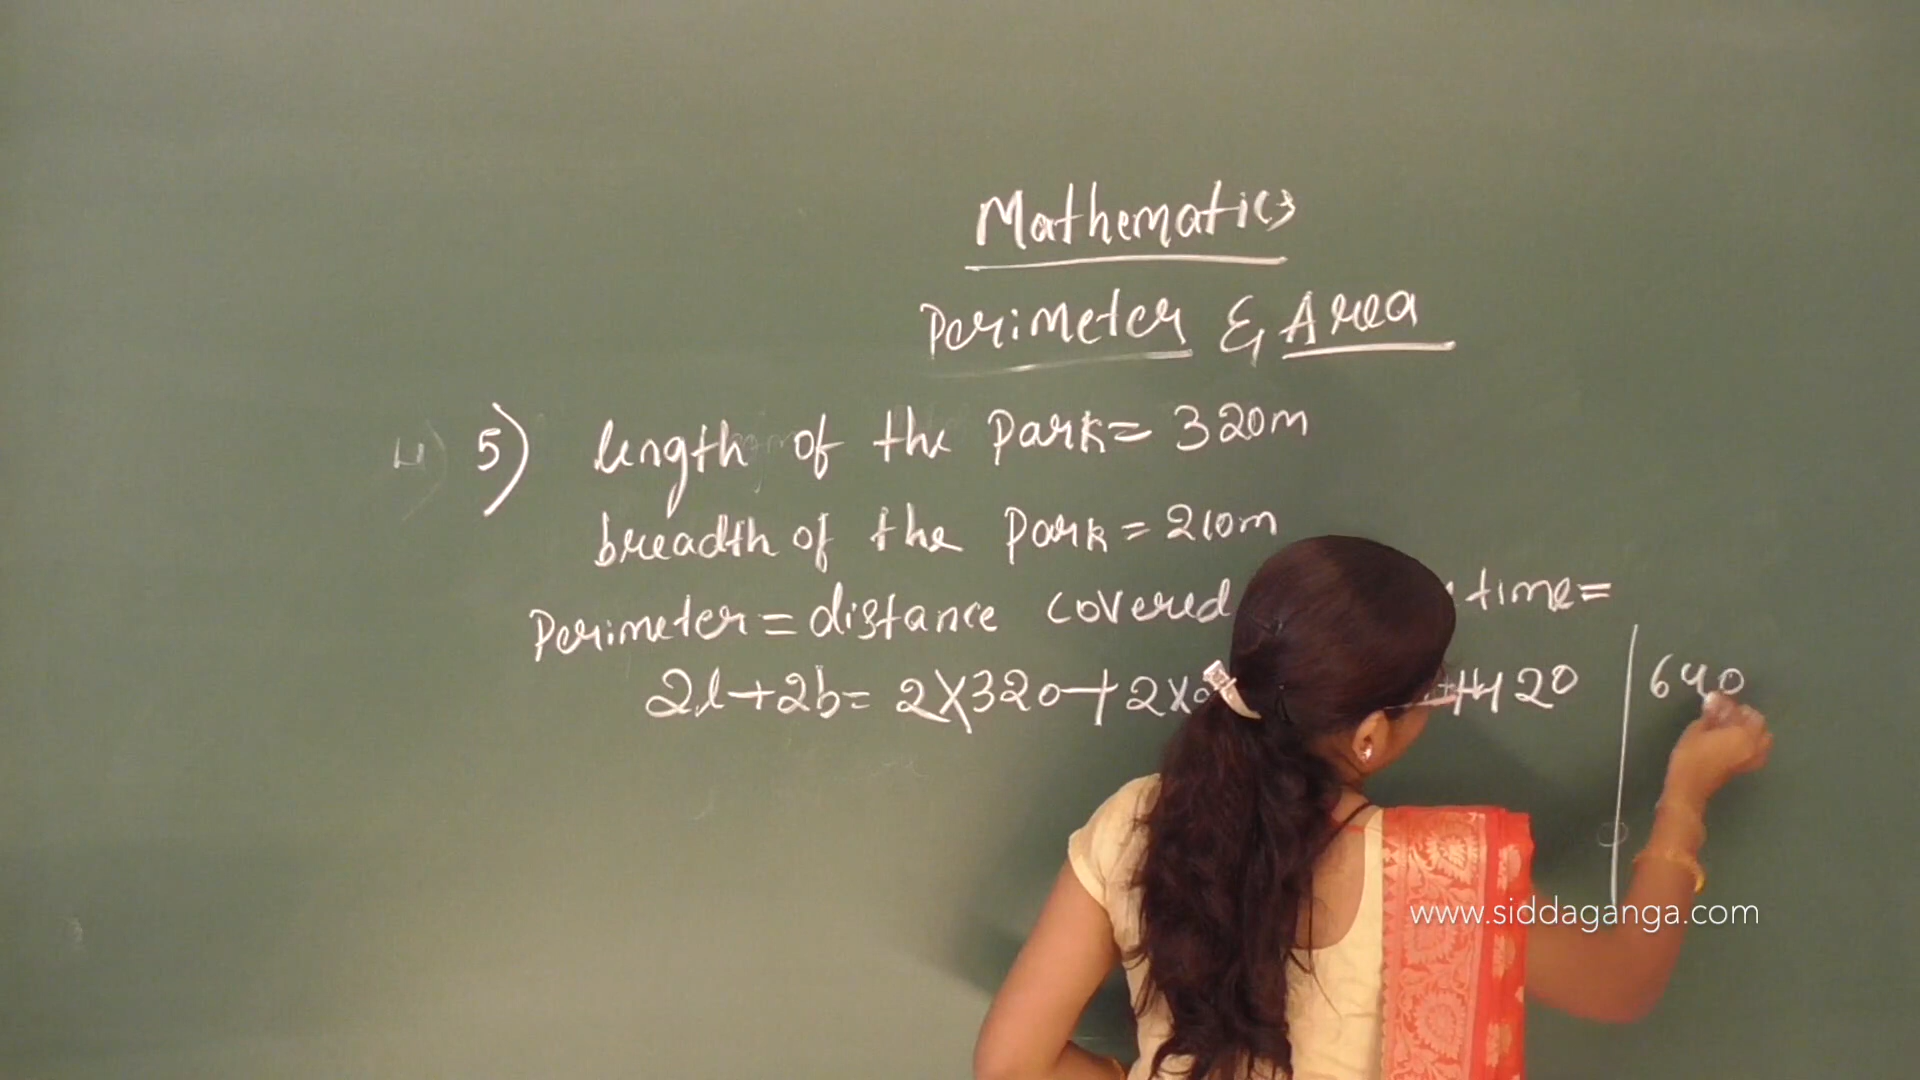 Mathematics
Perimeter & Area
4) 5) length of the Park = 320m
breadth of the Park = 210m
Perimeter = distance covered time =
2l + 2b = 2X320 + 2X +420
640
www.siddaganga.com